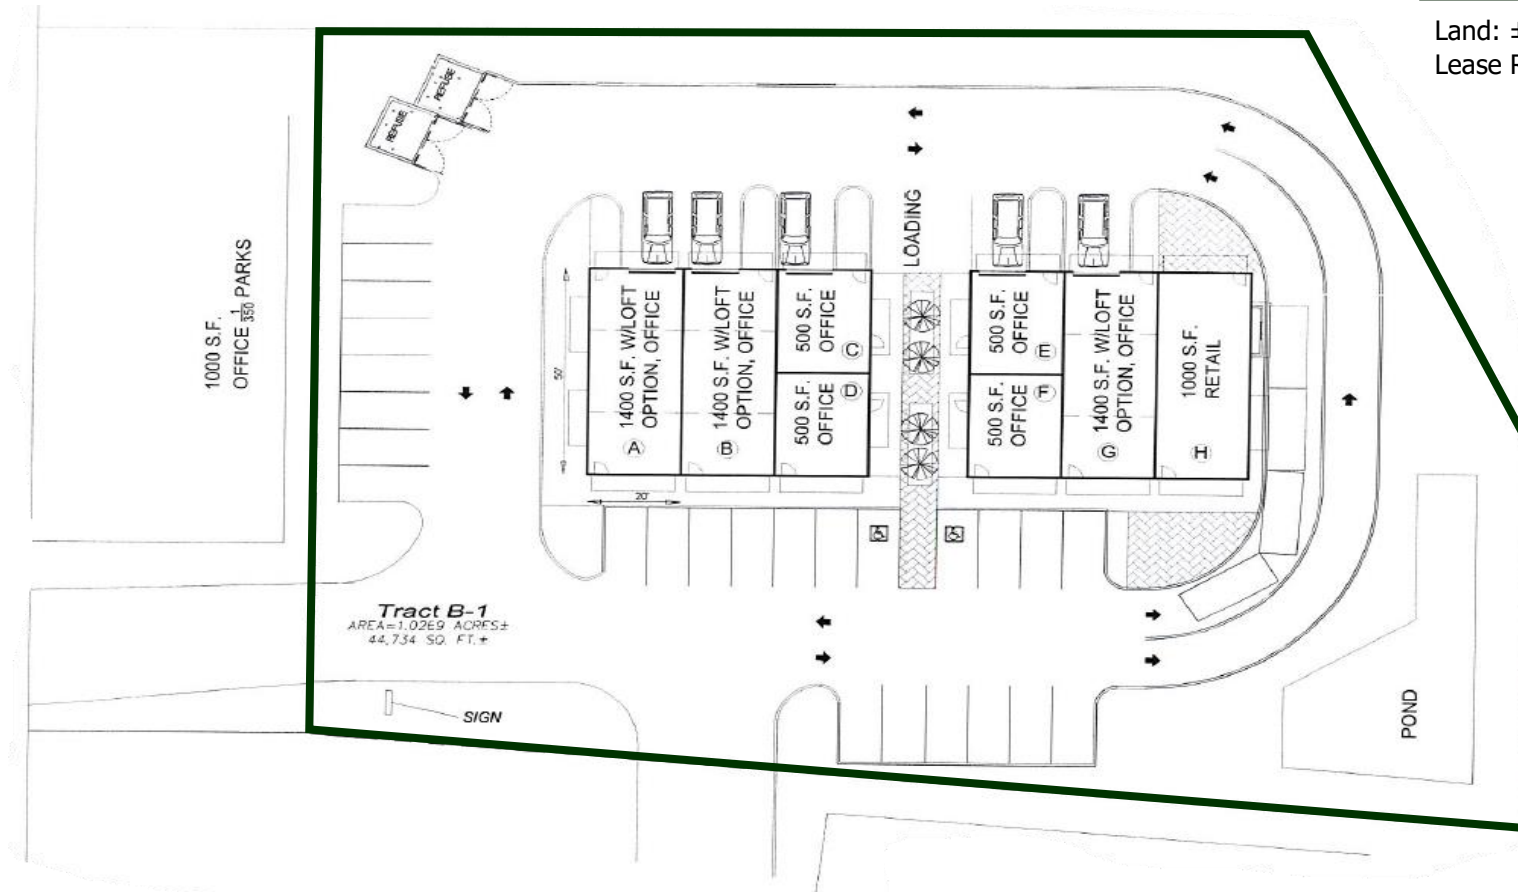 Land: ±
Lease R
REFUSE
REFUSE
LOADING
1000 S.F.
OFFICE 1/350 PARKS
50'
20'
1400 S.F. W/LOFT
OPTION, OFFICE
A
1400 S.F. W/LOFT
OPTION, OFFICE
B
500 S.F.
OFFICE
C
500 S.F.
OFFICE
D
500 S.F.
OFFICE
E
500 S.F.
OFFICE
F
1400 S.F. W/LOFT
OPTION, OFFICE
G
1000 S.F.
RETAIL
H
Tract B-1
AREA=1.0269 ACRES±
44,734 SQ. FT.±
SIGN
POND